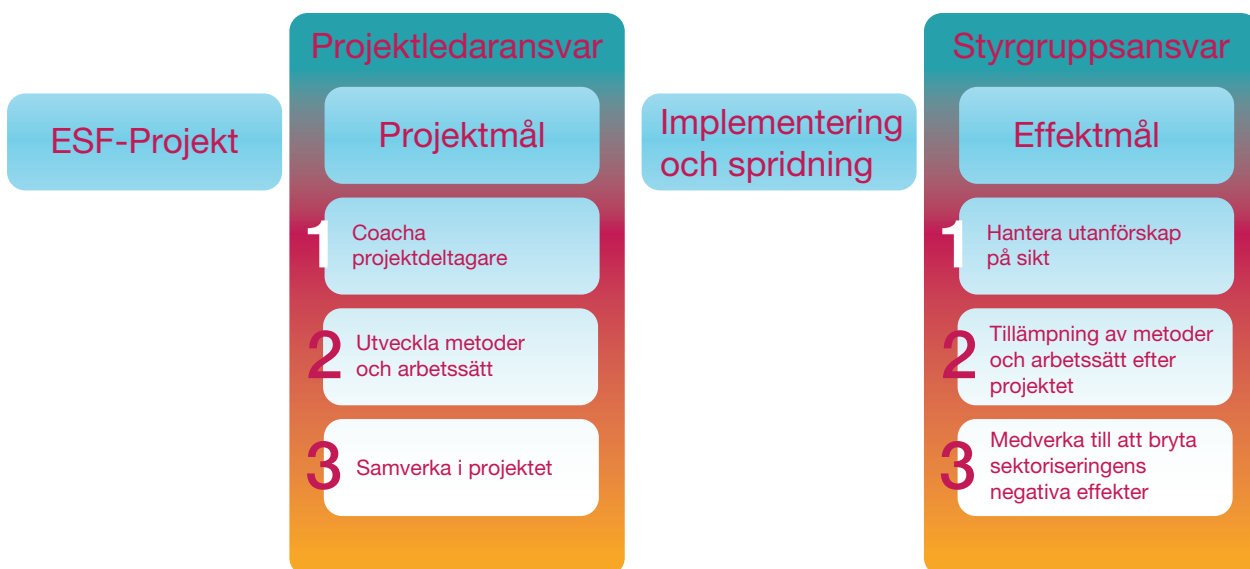 ESF-Projekt
Projektledaransvar
Projektmål
1
Coacha
projektdeltagare
2
Utveckla metoder
och arbetssätt
3
Samverka i projektet
Implementering
och spridning
Styrgruppsansvar
Effektmål
1
Hantera utanförskap
på sikt
2
Tillämpning av metoder
och arbetssätt efter
projektet
3
Medverka till att bryta
sektoriseringens
negativa effekter